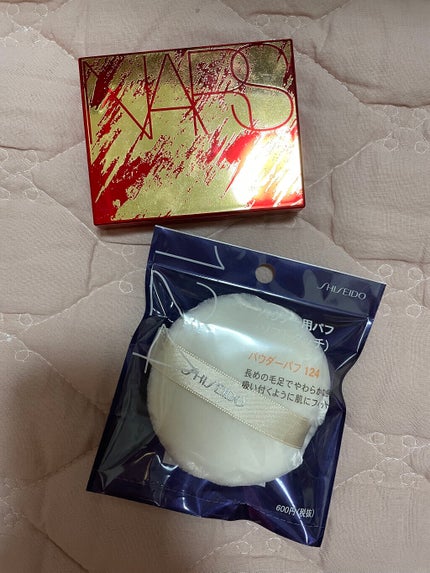 NARS
SHISEIDO
用パフ
チ)
パウダーパフ 124
長めの毛足でやわらか
吸い付くように肌にフィッ
SHISEIDO
600円(税抜)